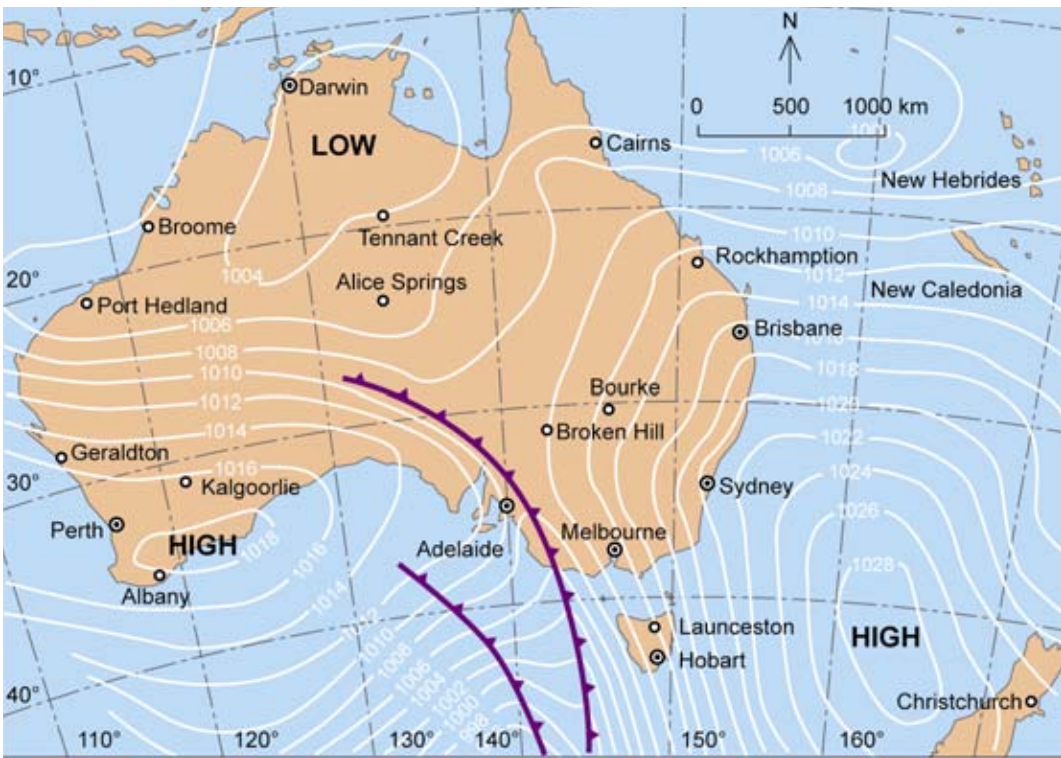 N
10°
Darwin
0 500 1000 km
LOW
Cairns
1006
1008
New Hebrides
Broome
Tennant Creek
1010
Rockhampton
1004
1012
20°
Alice Springs
New Caledonia
Port Hedland
1014
1006
Brisbane
1016
1008
1018
1010
Bourke
1012
1020
Broken Hill
1014
1022
Geraldton
1016
1024
30°
Kalgoorlie
Sydney
1026
Perth
HIGH
1018
Adelaide
Melbourne
1016
1028
Albany
1014
1012
Launceston
1010
HIGH
1008
Hobart
1006
40°
1004
Christchurch
1002
1000
998
110° 120° 130° 140° 150° 160°